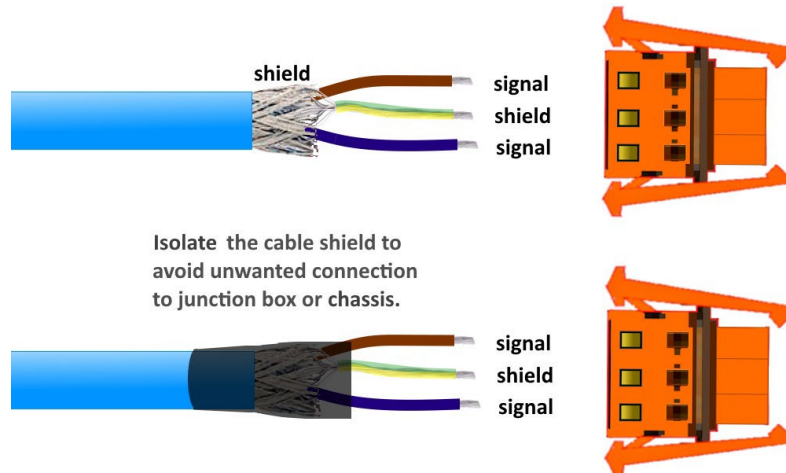 shield
signal
shield
signal
Isolate the cable shield to
avoid unwanted connection
to junction box or chassis.
signal
shield
signal